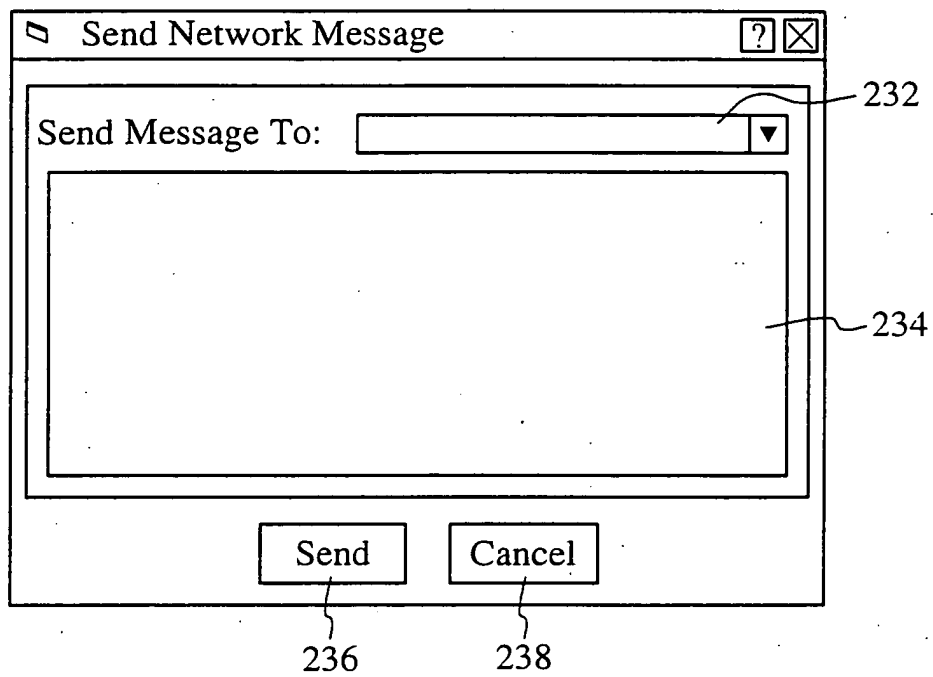 Send Network Message ?
232
Send Message To:
234
Send Cancel
236 238